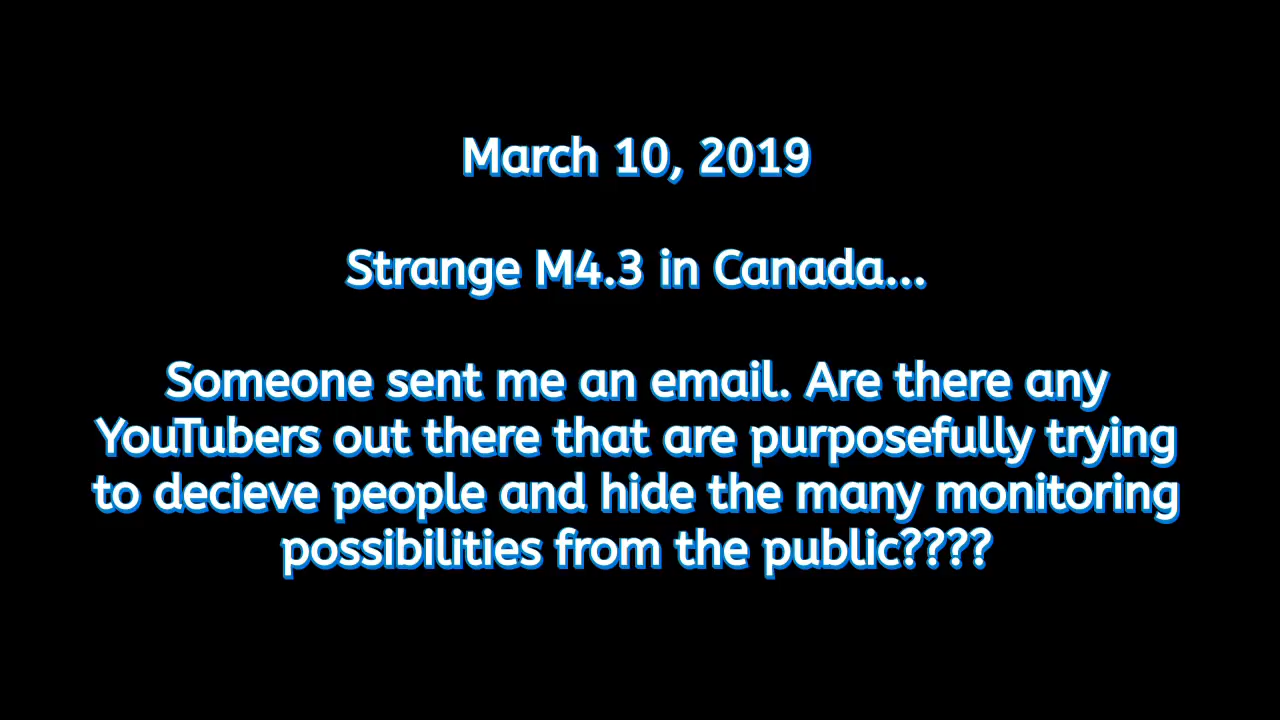 March 10, 2019
Strange M4.3 in Canada...
Someone sent me an email. Are there any
YouTubers out there that are purposefully trying
to decieve people and hide the many monitoring
possibilities from the public????